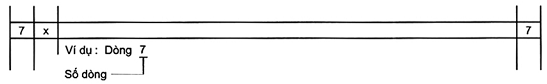 7 x 7
Ví dụ : Dòng 7
Số dòng